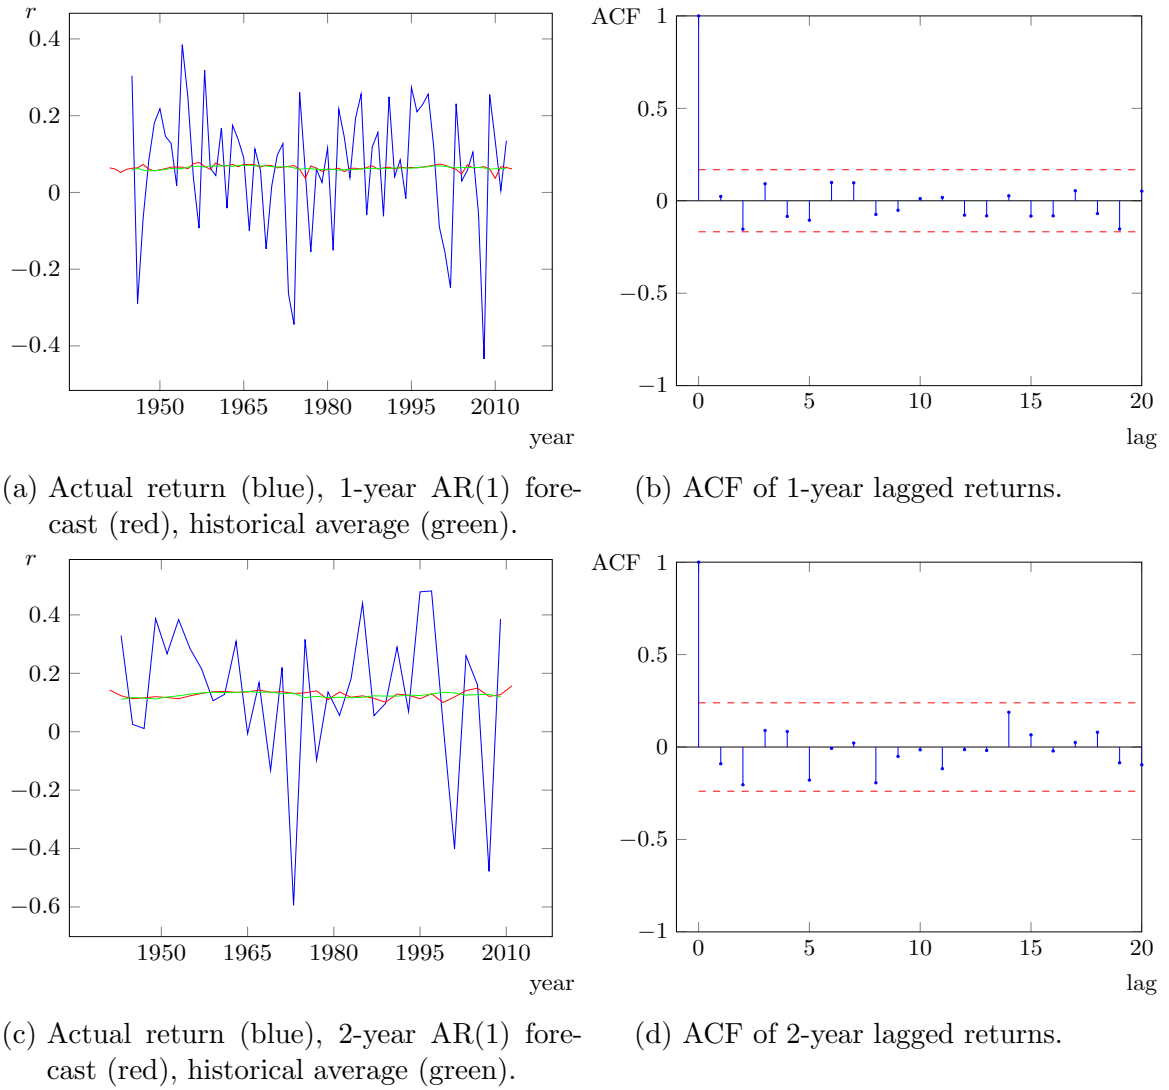 r
0.4
0.2
0
−0.2
−0.4
1950 1965 1980 1995 2010
year
(a) Actual return (blue), 1-year AR(1) fore-
cast (red), historical average (green).
ACF
1
0.5
0
−0.5
−1
0 5 10 15 20
lag
(b) ACF of 1-year lagged returns.
r
0.4
0.2
0
−0.2
−0.4
−0.6
1950 1965 1980 1995 2010
year
(c) Actual return (blue), 2-year AR(1) fore-
cast (red), historical average (green).
ACF
1
0.5
0
−0.5
−1
0 5 10 15 20
lag
(d) ACF of 2-year lagged returns.